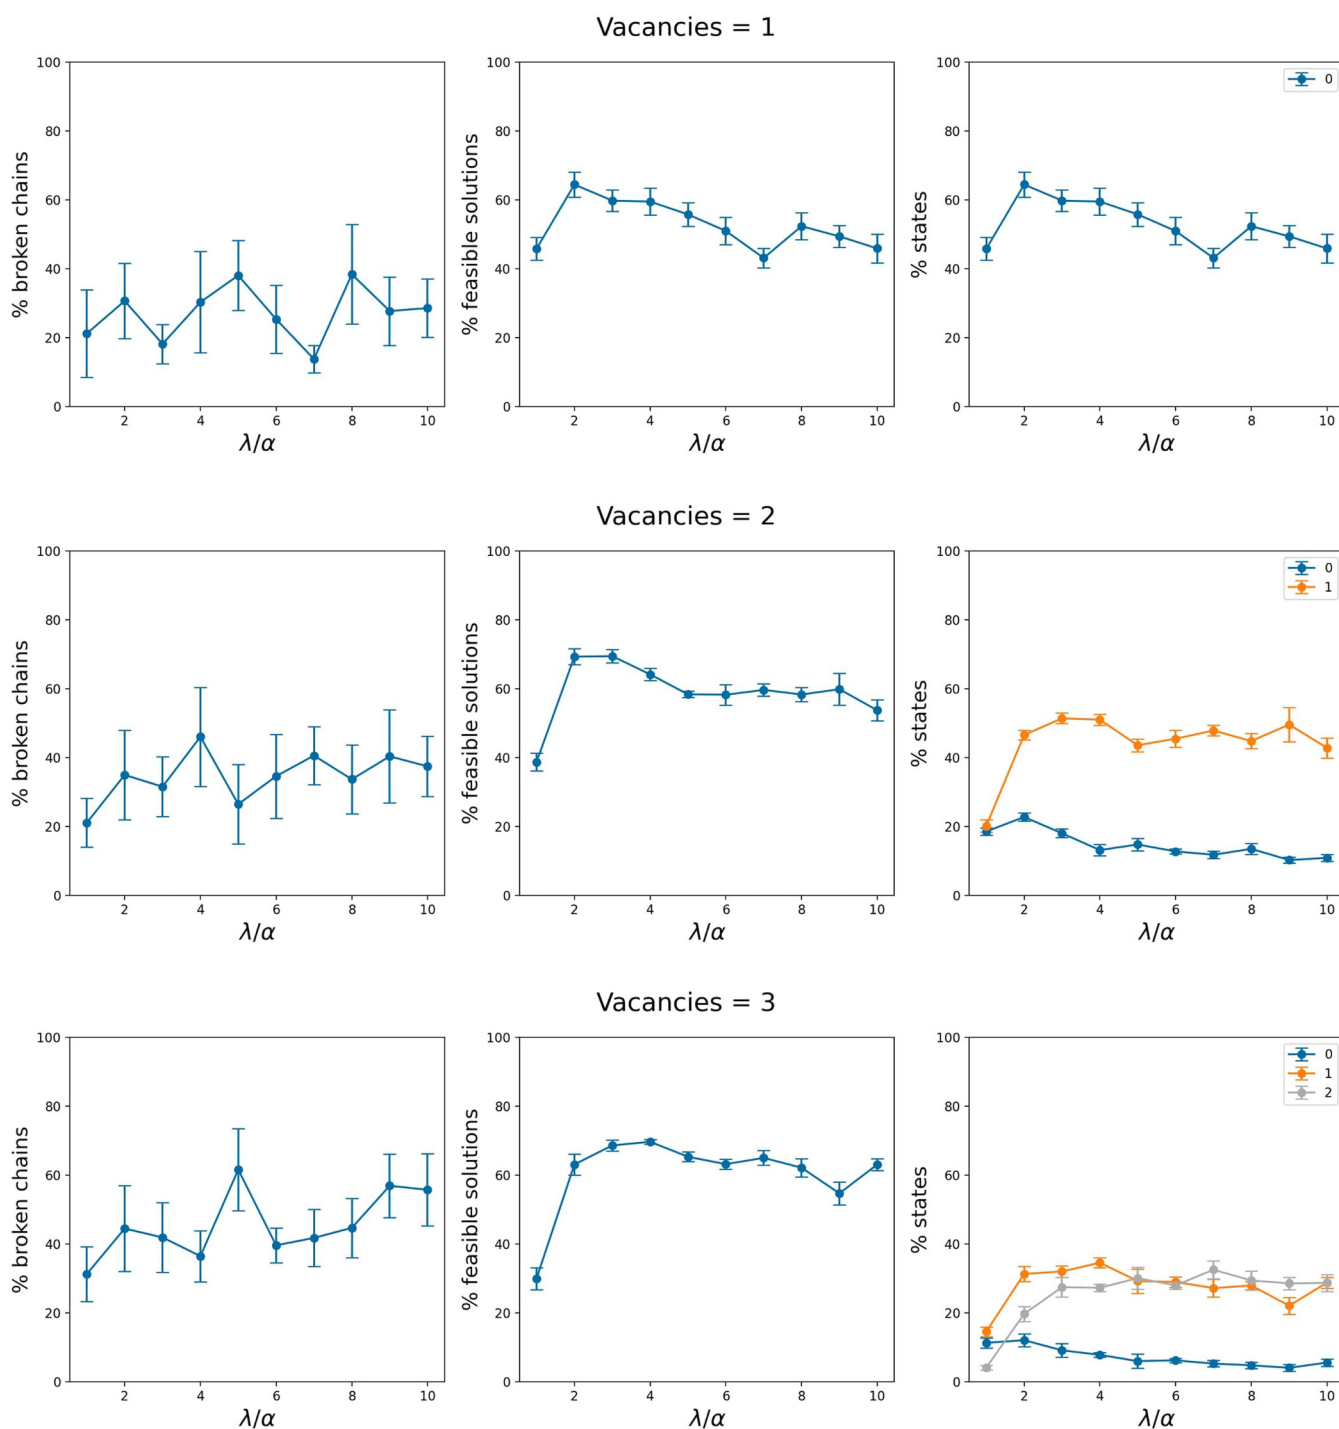 Vacancies = 1
100
80
60
40
20
0
% broken chains
2 4 6 8 10
λ/α
100
80
60
40
20
0
% feasible solutions
2 4 6 8 10
λ/α
100
80
60
40
20
0
% states
0
2 4 6 8 10
λ/α
Vacancies = 2
100
80
60
40
20
0
% broken chains
2 4 6 8 10
λ/α
100
80
60
40
20
0
% feasible solutions
2 4 6 8 10
λ/α
100
80
60
40
20
0
% states
0
1
2 4 6 8 10
λ/α
Vacancies = 3
100
80
60
40
20
0
% broken chains
2 4 6 8 10
λ/α
100
80
60
40
20
0
% feasible solutions
2 4 6 8 10
λ/α
100
80
60
40
20
0
% states
0
1
2
2 4 6 8 10
λ/α